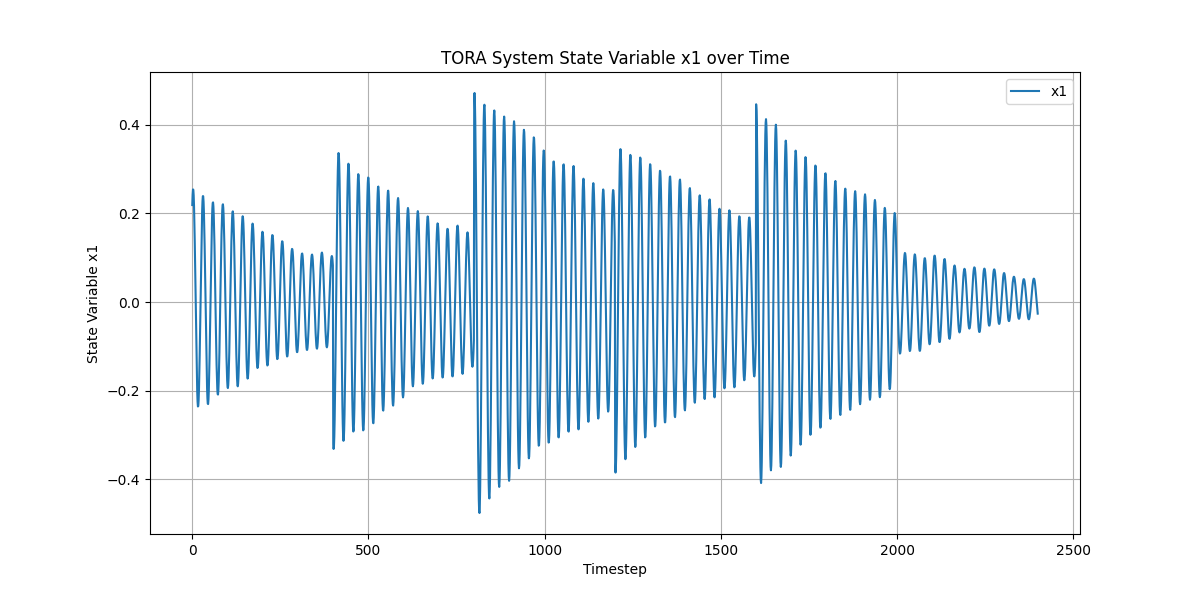 TORA System State Variable x1 over Time
x1
State Variable x1
0.4
0.2
0.0
−0.2
−0.4
0 500 1000 1500 2000 2500
Timestep